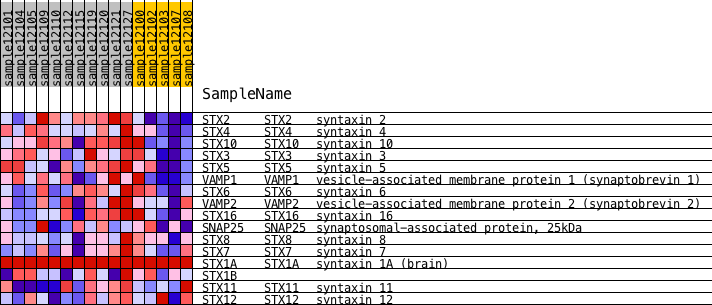 sample12101
sample12104
sample12105
sample12109
sample12110
sample12112
sample12115
sample12119
sample12120
sample12121
sample12127
sample12100
sample12102
sample12103
sample12107
sample12108
SampleName
STX2 STX2 syntaxin 2
STX4 STX4 syntaxin 4
STX10 STX10 syntaxin 10
STX3 STX3 syntaxin 3
STX5 STX5 syntaxin 5
VAMP1 VAMP1 vesicle-associated membrane protein 1 (synaptobrevin 1)
STX6 STX6 syntaxin 6
VAMP2 VAMP2 vesicle-associated membrane protein 2 (synaptobrevin 2)
STX16 STX16 syntaxin 16
SNAP25 SNAP25 synaptosomal-associated protein, 25kDa
STX8 STX8 syntaxin 8
STX7 STX7 syntaxin 7
STX1A STX1A syntaxin 1A (brain)
STX1B
STX11 STX11 syntaxin 11
STX12 STX12 syntaxin 12